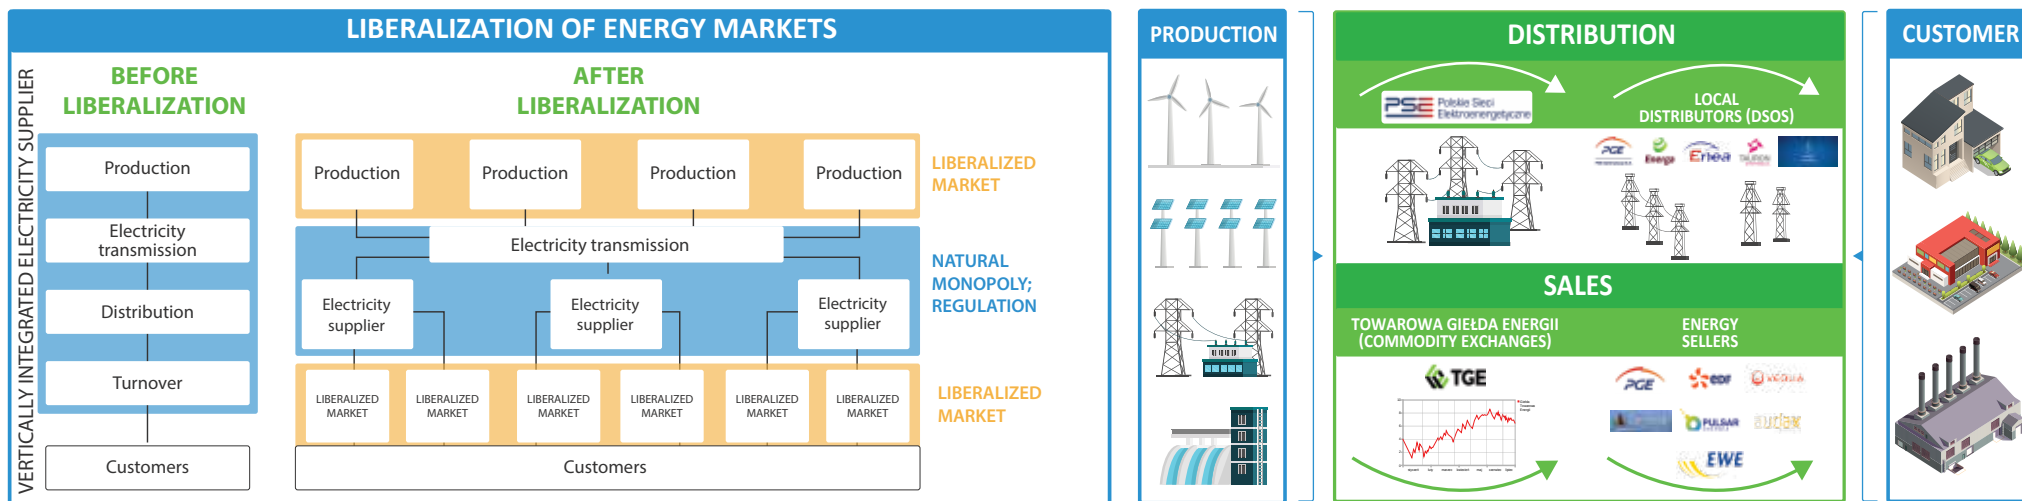 LIBERALIZATION OF ENERGY MARKETS
VERTICALLY INTEGRATED ELECTRICITY SUPPLIER
BEFORE
LIBERALIZATION
Production
Electricity
transmission
Distribution
Turnover
Customers
AFTER
LIBERALIZATION
Production
Production
Production
Production
LIBERALIZED
MARKET
Electricity transmission
Electricity
supplier
Electricity
supplier
Electricity
supplier
NATURAL
MONOPOLY;
REGULATION
LIBERALIZED
MARKET
LIBERALIZED
MARKET
LIBERALIZED
MARKET
LIBERALIZED
MARKET
LIBERALIZED
MARKET
LIBERALIZED
MARKET
LIBERALIZED
MARKET
Customers
PRODUCTION
DISTRIBUTION
PSE Polskie Sieci
Elektroenergetyczne
LOCAL
DISTRIBUTORS (DSOS)
PGE
Energa
Enea
TAURON
SALES
TOWAROWA GIEŁDA ENERGII
(COMMODITY EXCHANGES)
TGE
ENERGY
SELLERS
PGE
edf
VEOLIA
PULSAR
audax
EWE
CUSTOMER